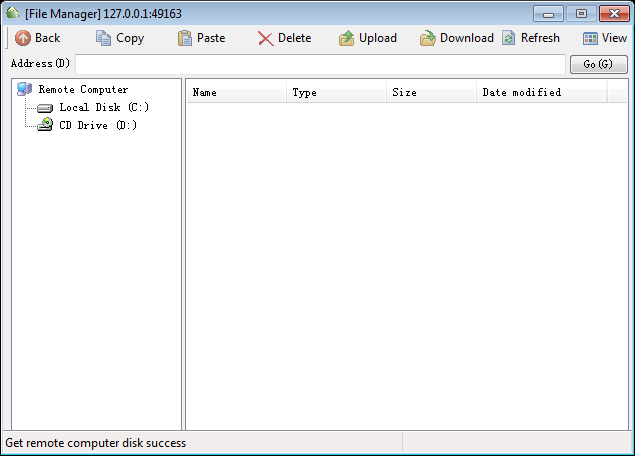 [File Manager] 127.0.0.1:49163
Back Copy Paste Delete Upload Download Refresh View
Address(D) Go(G)
Remote Computer
Local Disk (C:)
CD Drive (D:)
Name Type Size Date modified
Get remote computer disk success